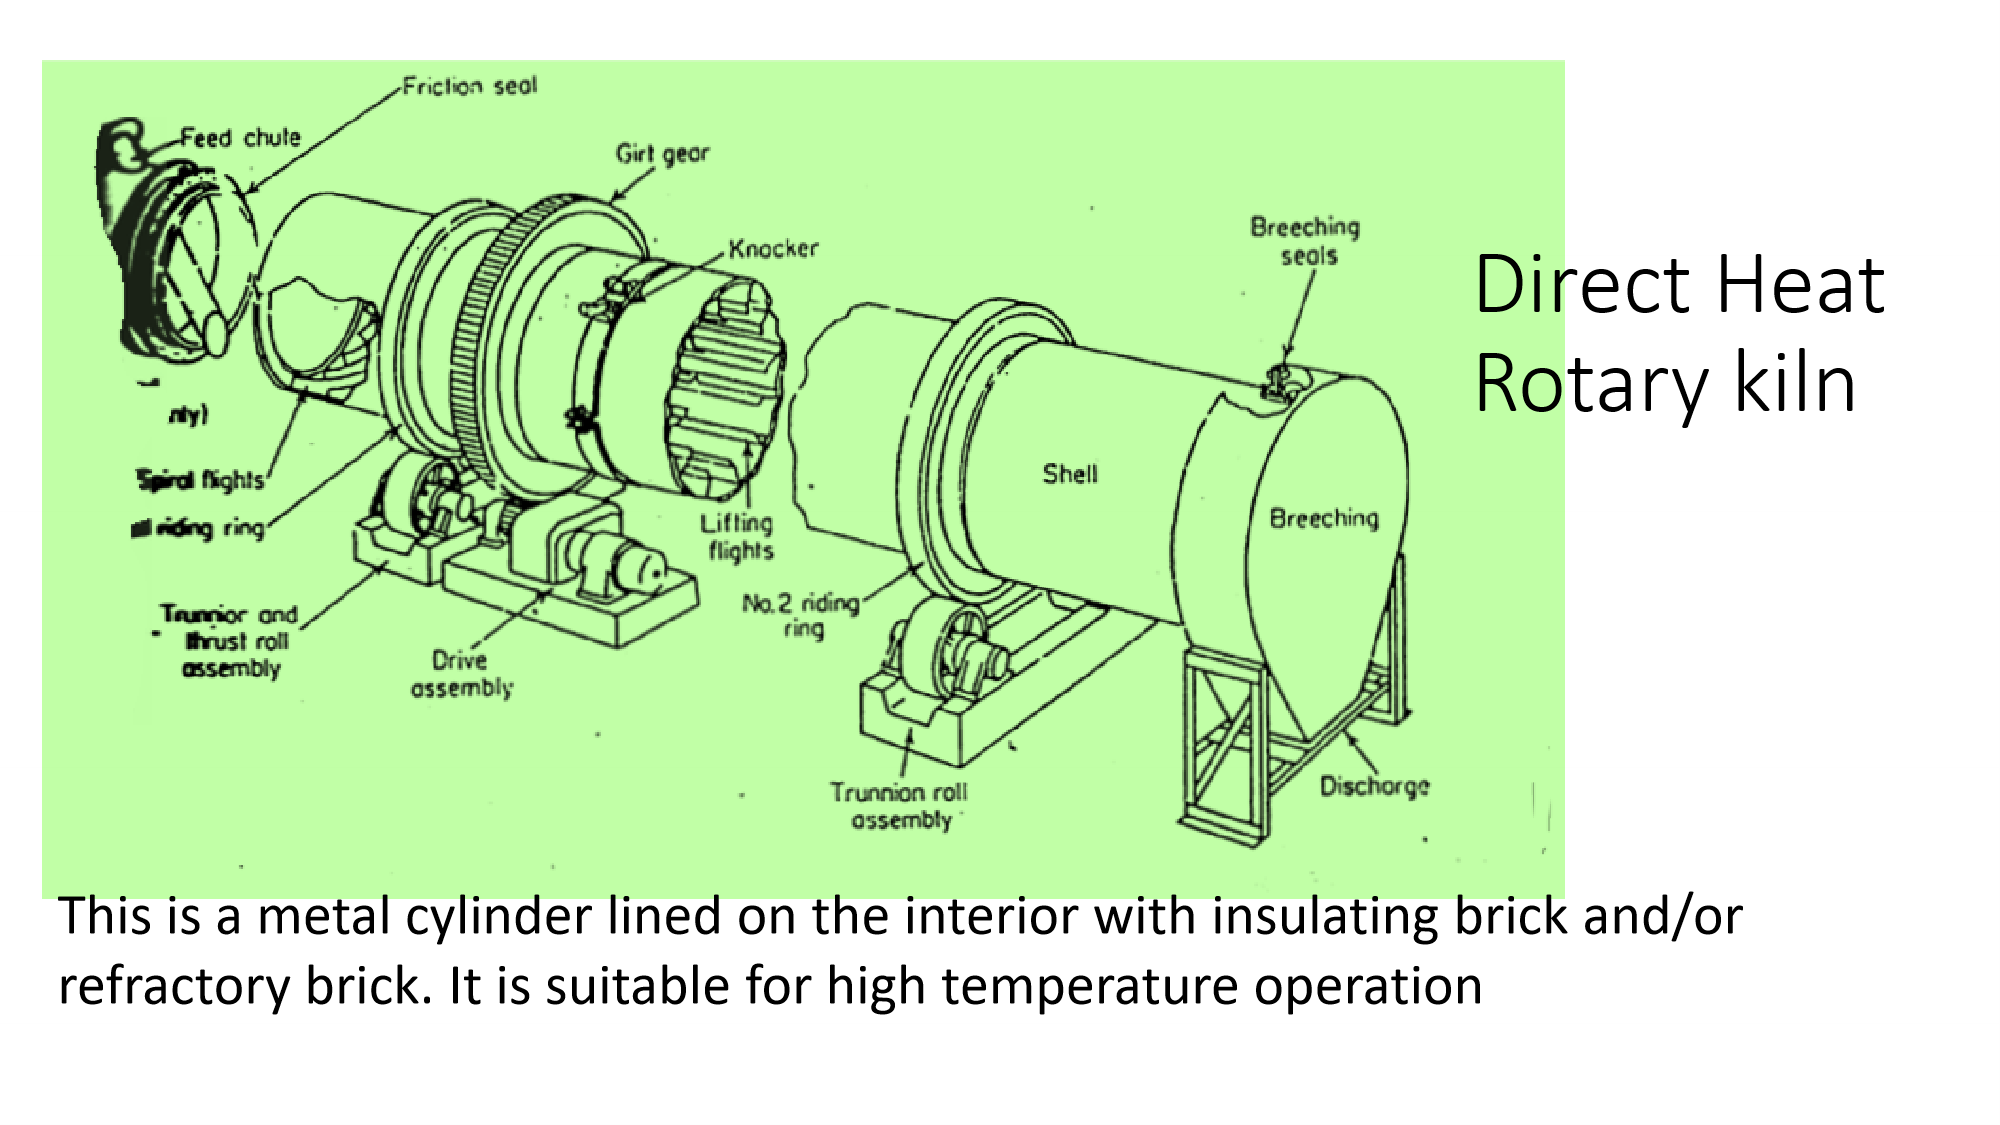 Friction seal
Feed chute
Girt gear
Knocker
Breeching
seals
Direct Heat
Rotary kiln
Spiral flights
riding ring
Lifting
flights
Shell
Breeching
No. 2 riding
ring
Trunnior and
thrust roll
assembly
Drive
assembly
Trunnion roll
assembly
Discharge
This is a metal cylinder lined on the interior with insulating brick and/or
refractory brick. It is suitable for high temperature operation